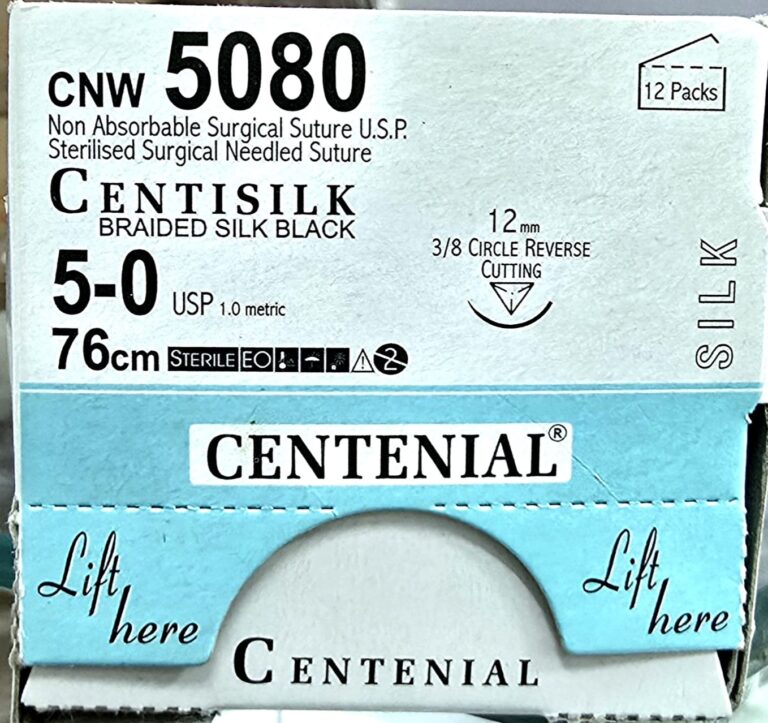 CNW 5080
12 Packs
Non Absorbable Surgical Suture U.S.P.
Sterilised Surgical Needled Suture
CENTISILK
BRAIDED SILK BLACK
12mm
3/8 CIRCLE REVERSE
CUTTING
SILK
5-0 USP 1.0 metric
76cm STERILE EO 2
CENTENIAL®
Lift here
Lift here
CENTENIAL